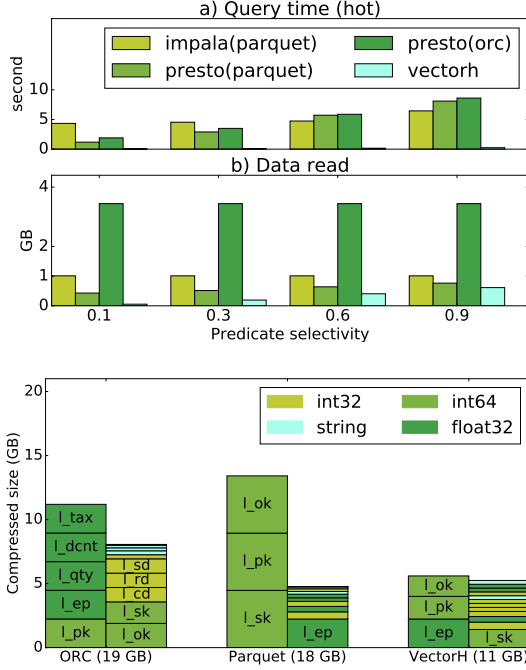 a) Query time (hot)
impala(parquet)
presto(orc)
presto(parquet)
vectorh
second
10
5
0
b) Data read
GB
4
2
1
0
0.1
0.3
0.6
0.9
Predicate selectivity
int32
int64
string
float32
Compressed size (GB)
20
15
10
5
0
l_tax
l_dcnt
l_qty
l_ep
l_pk
l_sd
l_rd
l_cd
l_sk
l_ok
l_ok
l_pk
l_sk
l_ep
l_ok
l_pk
l_ep
l_sk
ORC (19 GB)
Parquet (18 GB)
VectorH (11 GB)